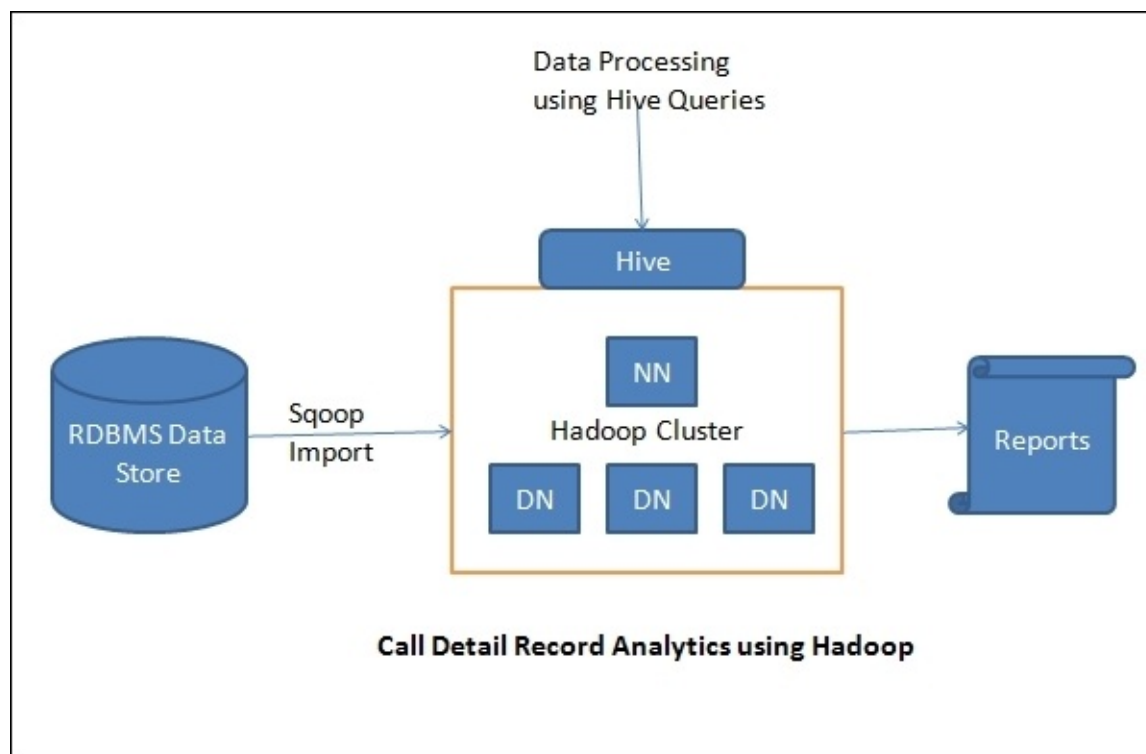 Data Processing
using Hive Queries
Hive
NN
RDBMS Data
Store
Sqoop
Import
Hadoop Cluster
Reports
DN
DN
DN
Call Detail Record Analytics using Hadoop